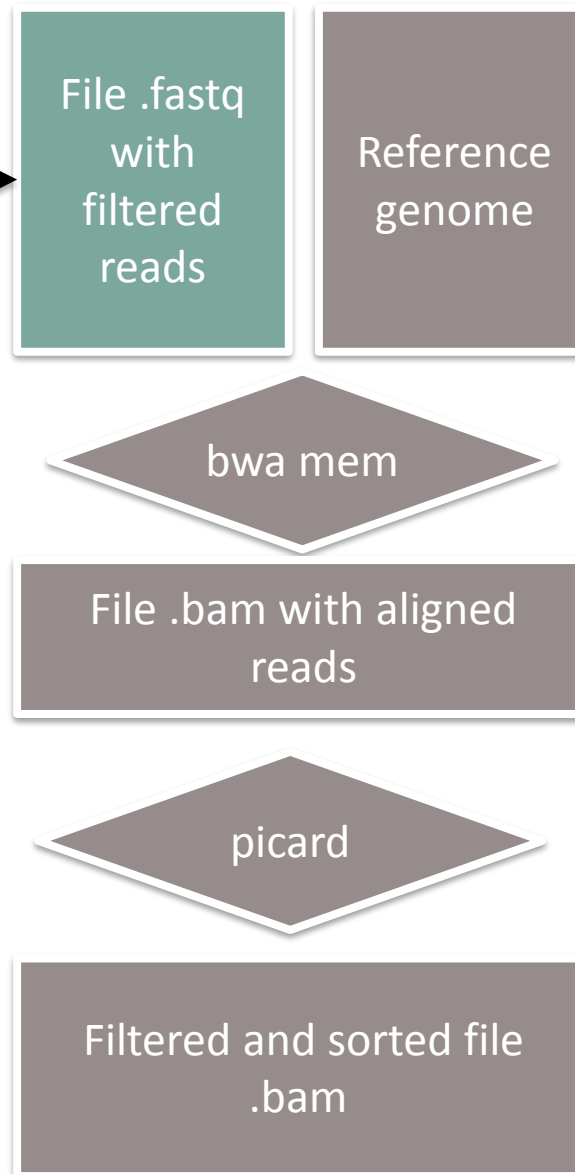 File .fastq
with
filtered
reads
Reference
genome
bwa mem
File .bam with aligned
reads
picard
Filtered and sorted file
.bam